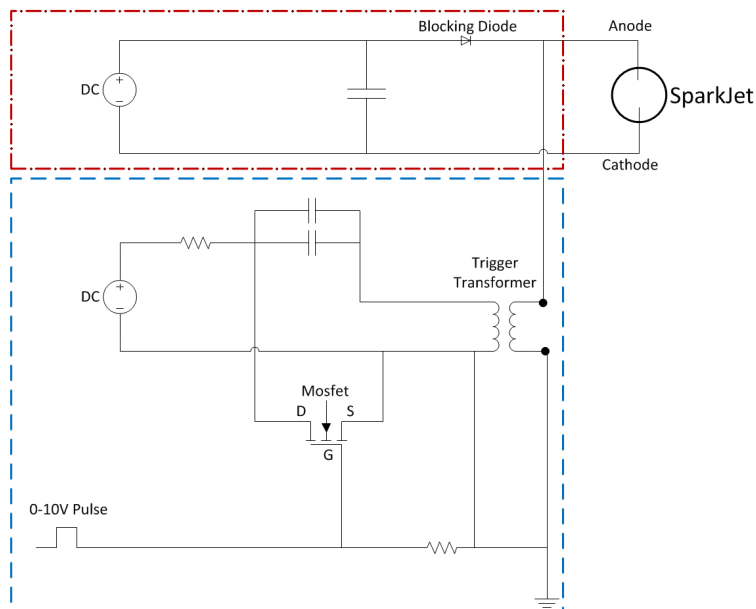 Blocking Diode
Anode
DC
+
−
SparkJet
Cathode
DC
+
−
Trigger
Transformer
Mosfet
D
S
G
0-10V Pulse